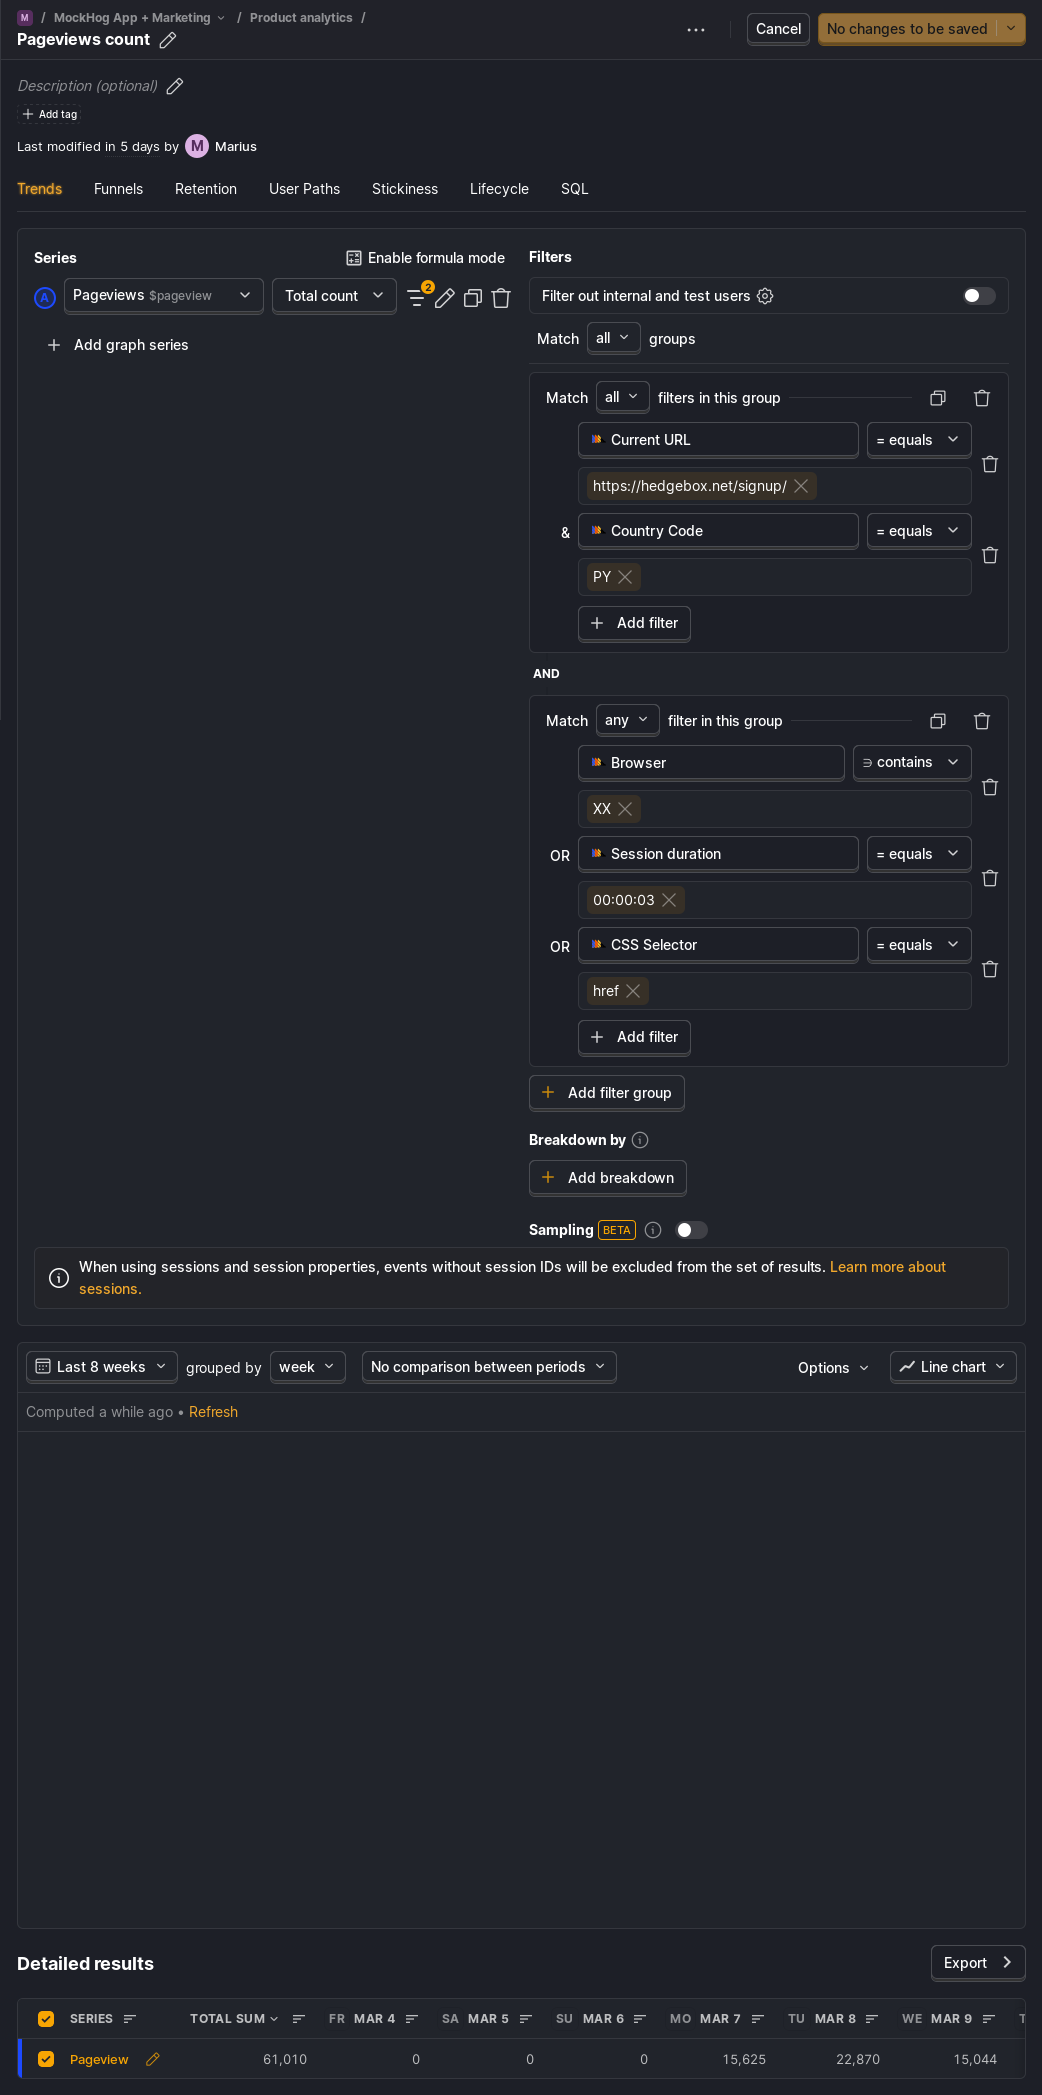 M / MockHog App + Marketing / Product analytics /
Pageviews count
Cancel
No changes to be saved
Description (optional)
Add tag
Last modified in 5 days by M Marius
Trends Funnels Retention User Paths Stickiness Lifecycle SQL
Series
Enable formula mode
A Pageviews $pageview Total count 2
Add graph series
Filters
Filter out internal and test users
Match all groups
Match all filters in this group
Current URL = equals
https://hedgebox.net/signup/
& Country Code = equals
PY
Add filter
AND
Match any filter in this group
Browser ∋ contains
XX
OR Session duration = equals
00:00:03
OR CSS Selector = equals
href
Add filter
Add filter group
Breakdown by
Add breakdown
Sampling BETA
When using sessions and session properties, events without session IDs will be excluded from the set of results. Learn more about
sessions.
Last 8 weeks grouped by week No comparison between periods Options Line chart
Computed a while ago • Refresh
Detailed results
Export
SERIES TOTAL SUM FR MAR 4 SA MAR 5 SU MAR 6 MO MAR 7 TU MAR 8 WE MAR 9 T
Pageview 61,010 0 0 0 15,625 22,870 15,044